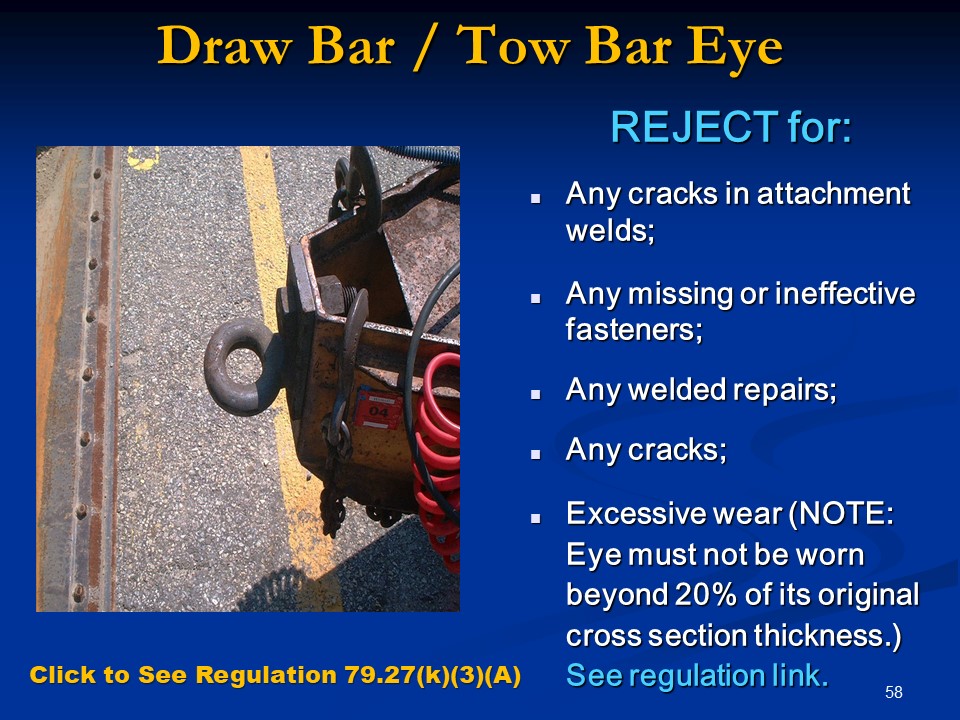 Draw Bar / Tow Bar Eye
REJECT for:
Any cracks in attachment
welds;
Any missing or ineffective
fasteners;
Any welded repairs;
Any cracks;
Excessive wear (NOTE:
Eye must not be worn
beyond 20% of its original
cross section thickness.)
See regulation link.
04
Click to See Regulation 79.27(k)(3)(A)
58